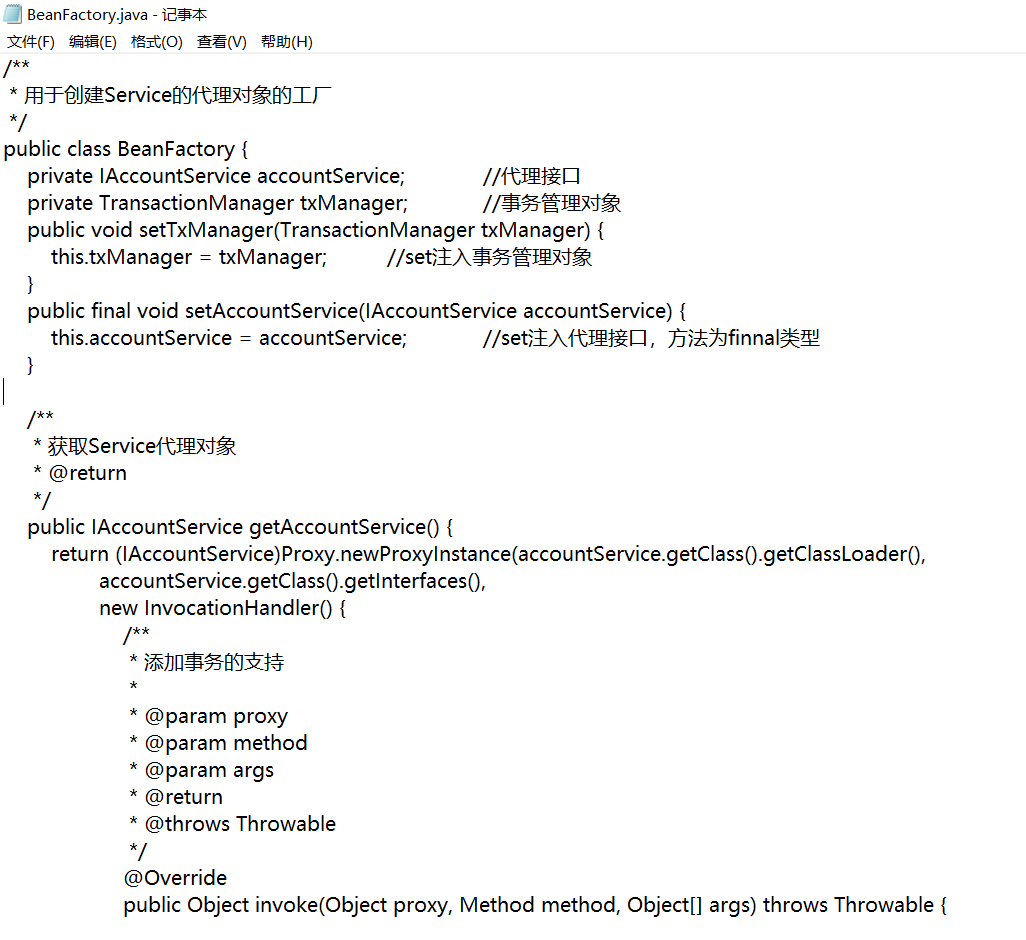 BeanFactory.java - 记事本
文件(F) 编辑(E) 格式(O) 查看(V) 帮助(H)
/**
 * 用于创建Service的代理对象的工厂
 */
public class BeanFactory {
    private IAccountService accountService;             //代理接口
    private TransactionManager txManager;             //事务管理对象
    public void setTxManager(TransactionManager txManager) {
        this.txManager = txManager;          //set注入事务管理对象
    }
    public final void setAccountService(IAccountService accountService) {
        this.accountService = accountService;             //set注入代理接口，方法为finnal类型
    }
    /**
     * 获取Service代理对象
     * @return
     */
    public IAccountService getAccountService() {
        return (IAccountService)Proxy.newProxyInstance(accountService.getClass().getClassLoader(),
                accountService.getClass().getInterfaces(),
                new InvocationHandler() {
                    /**
                     * 添加事务的支持
                     *
                     * @param proxy
                     * @param method
                     * @param args
                     * @return
                     * @throws Throwable
                     */
                    @Override
                    public Object invoke(Object proxy, Method method, Object[] args) throws Throwable {